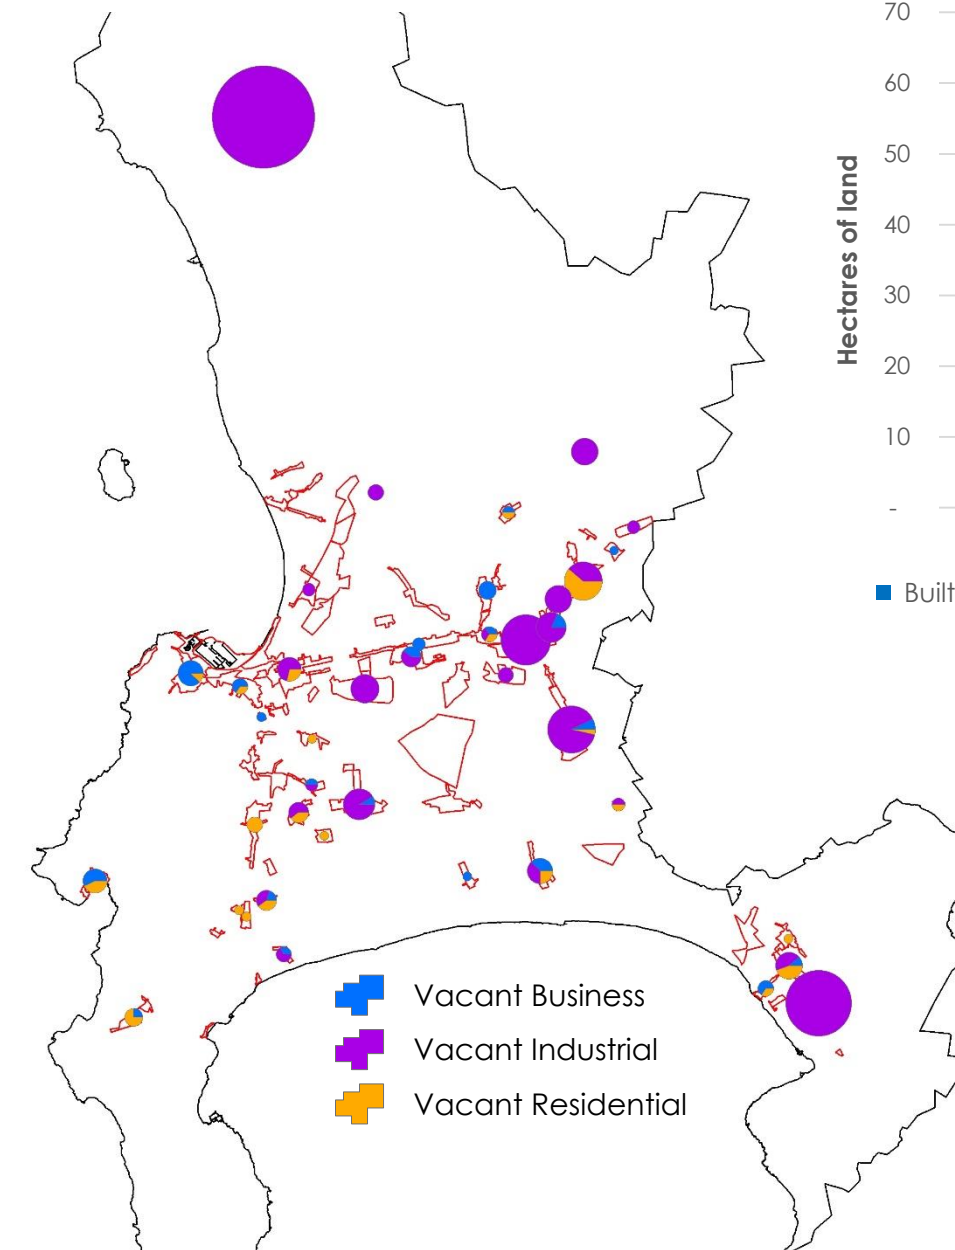 70
60
50
40
30
20
10
-
Hectares of land
Built
Vacant Business
Vacant Industrial
Vacant Residential